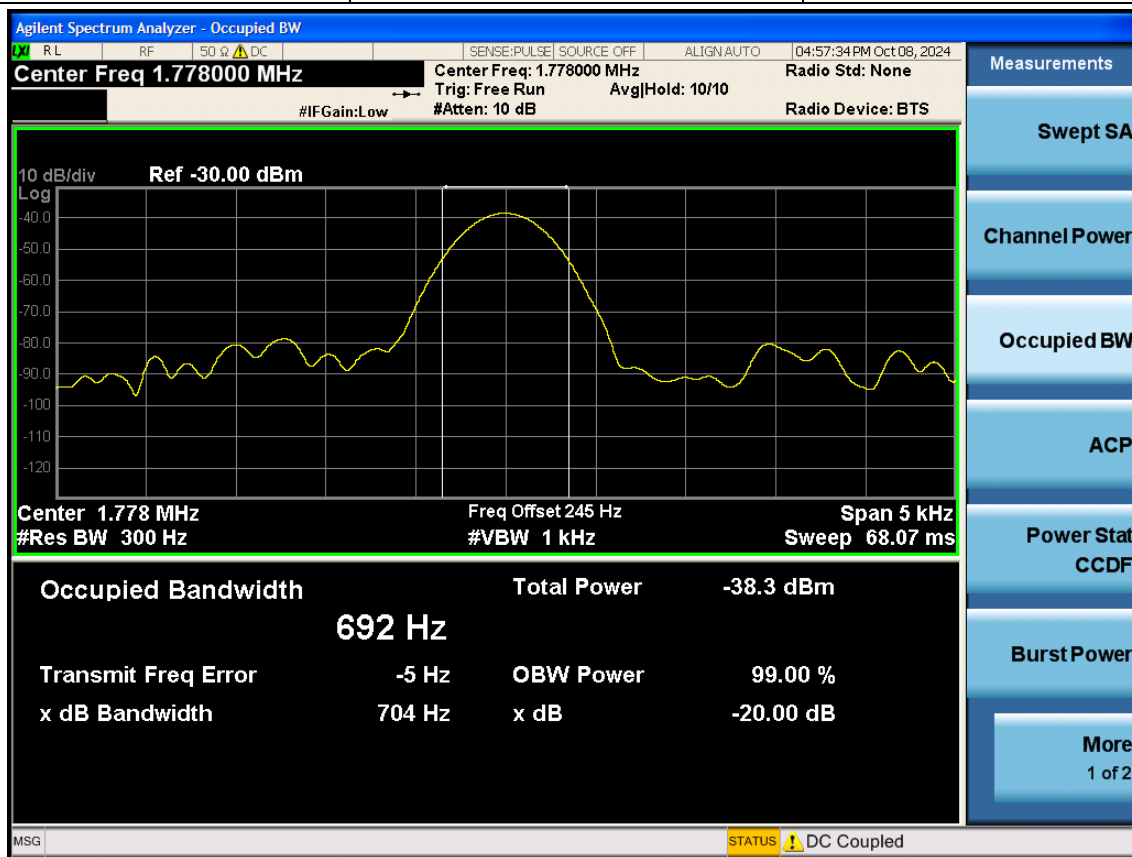 Agilent Spectrum Analyzer - Occupied BW
LXI RL RF 50 Ω DC SENSE:PULSE SOURCE OFF ALIGN AUTO 04:57:34 PM Oct 08, 2024
Center Freq 1.778000 MHz
Center Freq: 1.778000 MHz
Radio Std: None
Trig: Free Run Avg|Hold: 10/10
#IFGain:Low
#Atten: 10 dB
Radio Device: BTS
10 dB/div Ref -30.00 dBm
Log
-40.0
-50.0
-60.0
-70.0
-80.0
-90.0
-100
-110
-120
Center 1.778 MHz Freq Offset 245 Hz Span 5 kHz
#Res BW 300 Hz #VBW 1 kHz Sweep 68.07 ms
Occupied Bandwidth Total Power -38.3 dBm
692 Hz
Transmit Freq Error -5 Hz OBW Power 99.00 %
x dB Bandwidth 704 Hz x dB -20.00 dB
MSG STATUS DC Coupled
Measurements
Swept SA
Channel Power
Occupied BW
ACP
Power Stat
CCDF
Burst Power
More
1 of 2